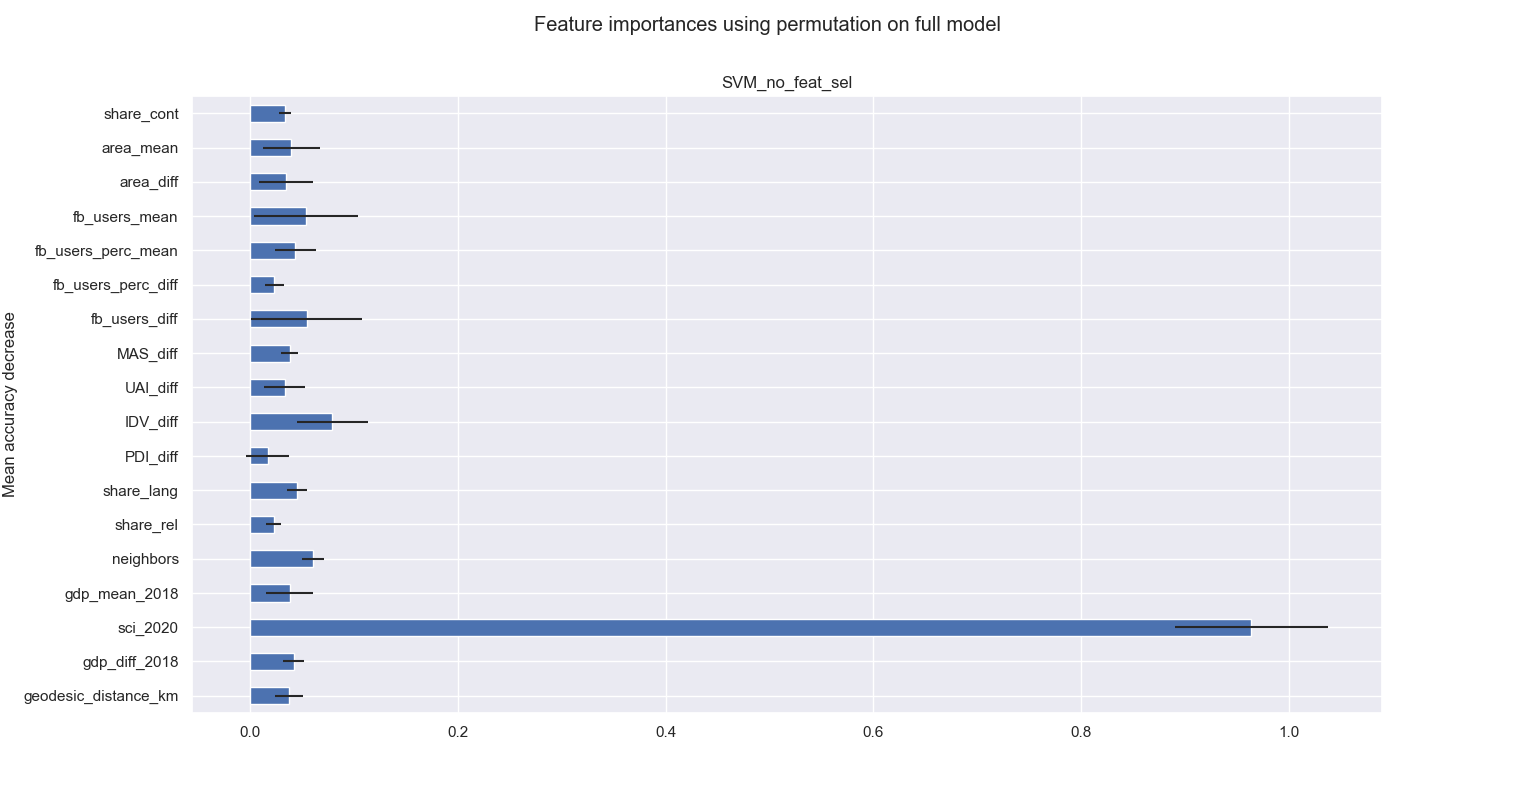 Feature importances using permutation on full model
SVM_no_feat_sel
Mean accuracy decrease
share_cont
area_mean
area_diff
fb_users_mean
fb_users_perc_mean
fb_users_perc_diff
fb_users_diff
MAS_diff
UAI_diff
IDV_diff
PDI_diff
share_lang
share_rel
neighbors
gdp_mean_2018
sci_2020
gdp_diff_2018
geodesic_distance_km
0.0 0.2 0.4 0.6 0.8 1.0